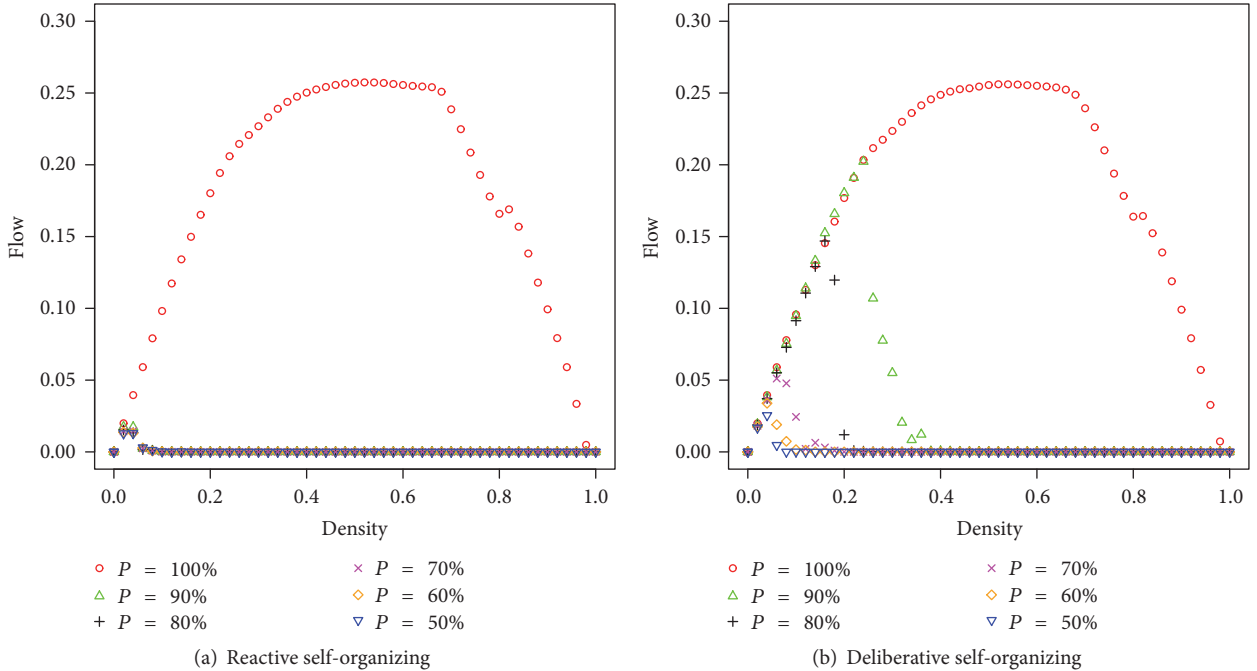 0.30
0.25
0.20
0.15
0.10
0.05
0.00
Flow
0.0 0.2 0.4 0.6 0.8 1.0
Density
P = 100%
P = 90%
P = 80%
P = 70%
P = 60%
P = 50%
(a) Reactive self-organizing
0.30
0.25
0.20
0.15
0.10
0.05
0.00
Flow
0.0 0.2 0.4 0.6 0.8 1.0
Density
P = 100%
P = 90%
P = 80%
P = 70%
P = 60%
P = 50%
(b) Deliberative self-organizing